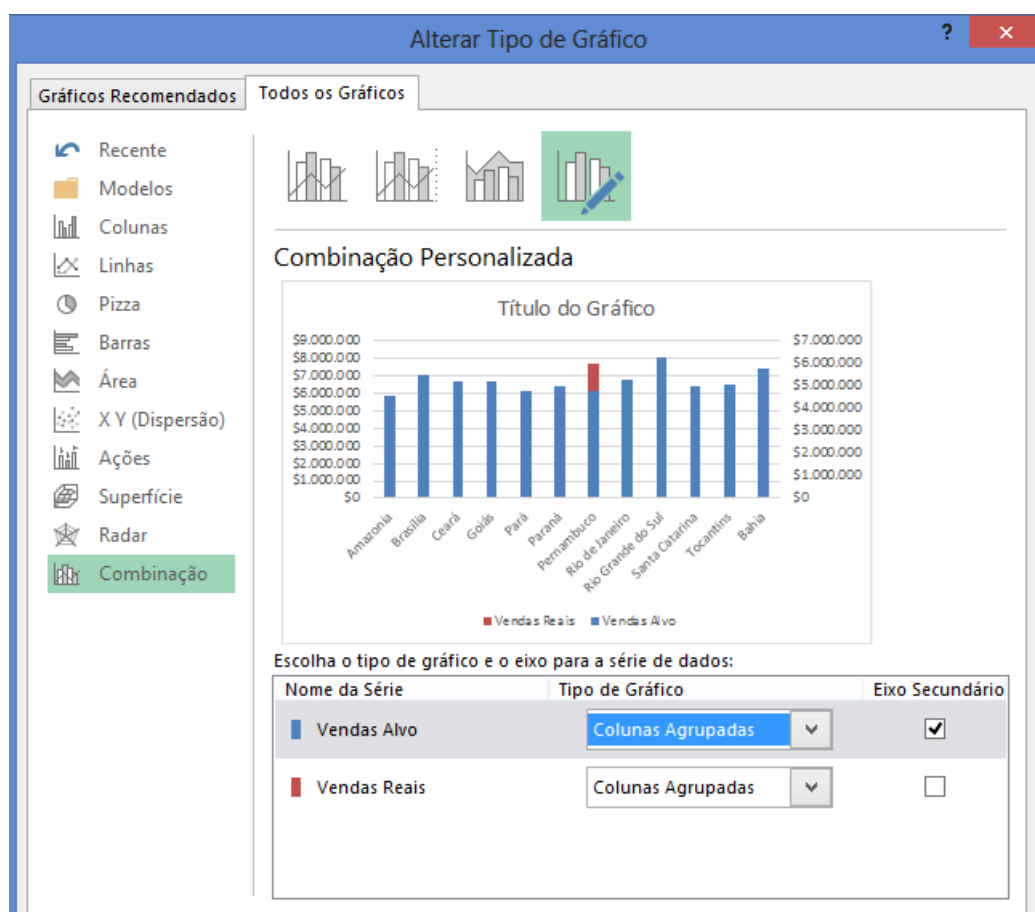 Alterar Tipo de Gráfico
?
×
Gráficos Recomendados
Todos os Gráficos
Recente
Modelos
Colunas
Linhas
Pizza
Barras
Área
X Y (Dispersão)
Ações
Superfície
Radar
Combinação
Combinação Personalizada
Título do Gráfico
$9.000.000
$8.000.000
$7.000.000
$6.000.000
$5.000.000
$4.000.000
$3.000.000
$2.000.000
$1.000.000
$0
$7.000.000
$6.000.000
$5.000.000
$4.000.000
$3.000.000
$2.000.000
$1.000.000
$0
Amazonia
Brasília
Ceará
Goiás
Pará
Paraná
Pernambuco
Rio de Janeiro
Rio Grande do Sul
Santa Catarina
Tocantins
Bahia
Vendas Reais Vendas Alvo
Escolha o tipo de gráfico e o eixo para a série de dados:
Nome da Série Tipo de Gráfico Eixo Secundário
Vendas Alvo Colunas Agrupadas
Vendas Reais Colunas Agrupadas